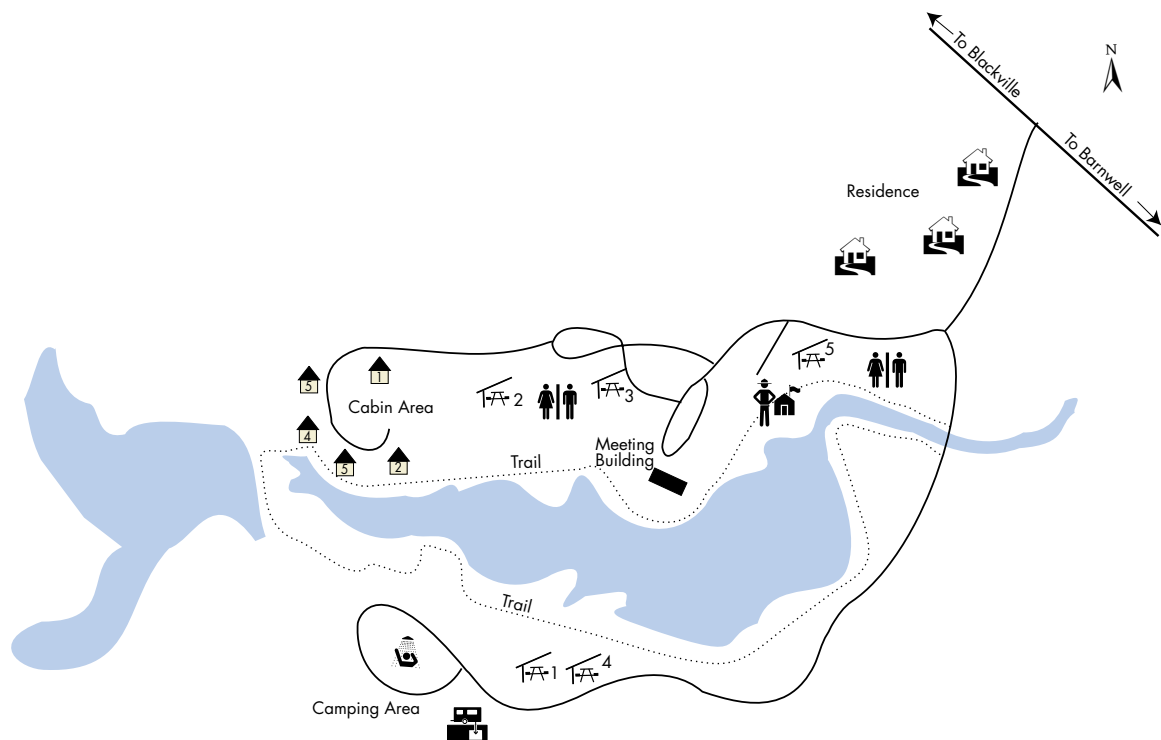 N
To Blackville
To Barnwell
Residence
5
1
5
Cabin Area
2
3
4
Meeting
Building
5
2
Trail
Trail
1
4
Camping Area